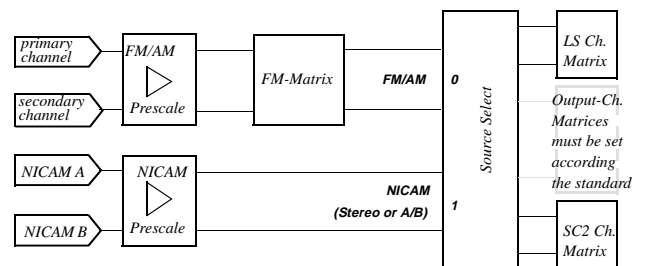 primary
channel
FM/AM
Prescale
secondary
channel
FM-Matrix
FM/AM
0
Source Select
LS Ch.
Matrix
Output-Ch.
Matrices
must be set
according
the standard
NICAM A
NICAM
Prescale
NICAM B
NICAM
(Stereo or A/B)
1
SC2 Ch.
Matrix